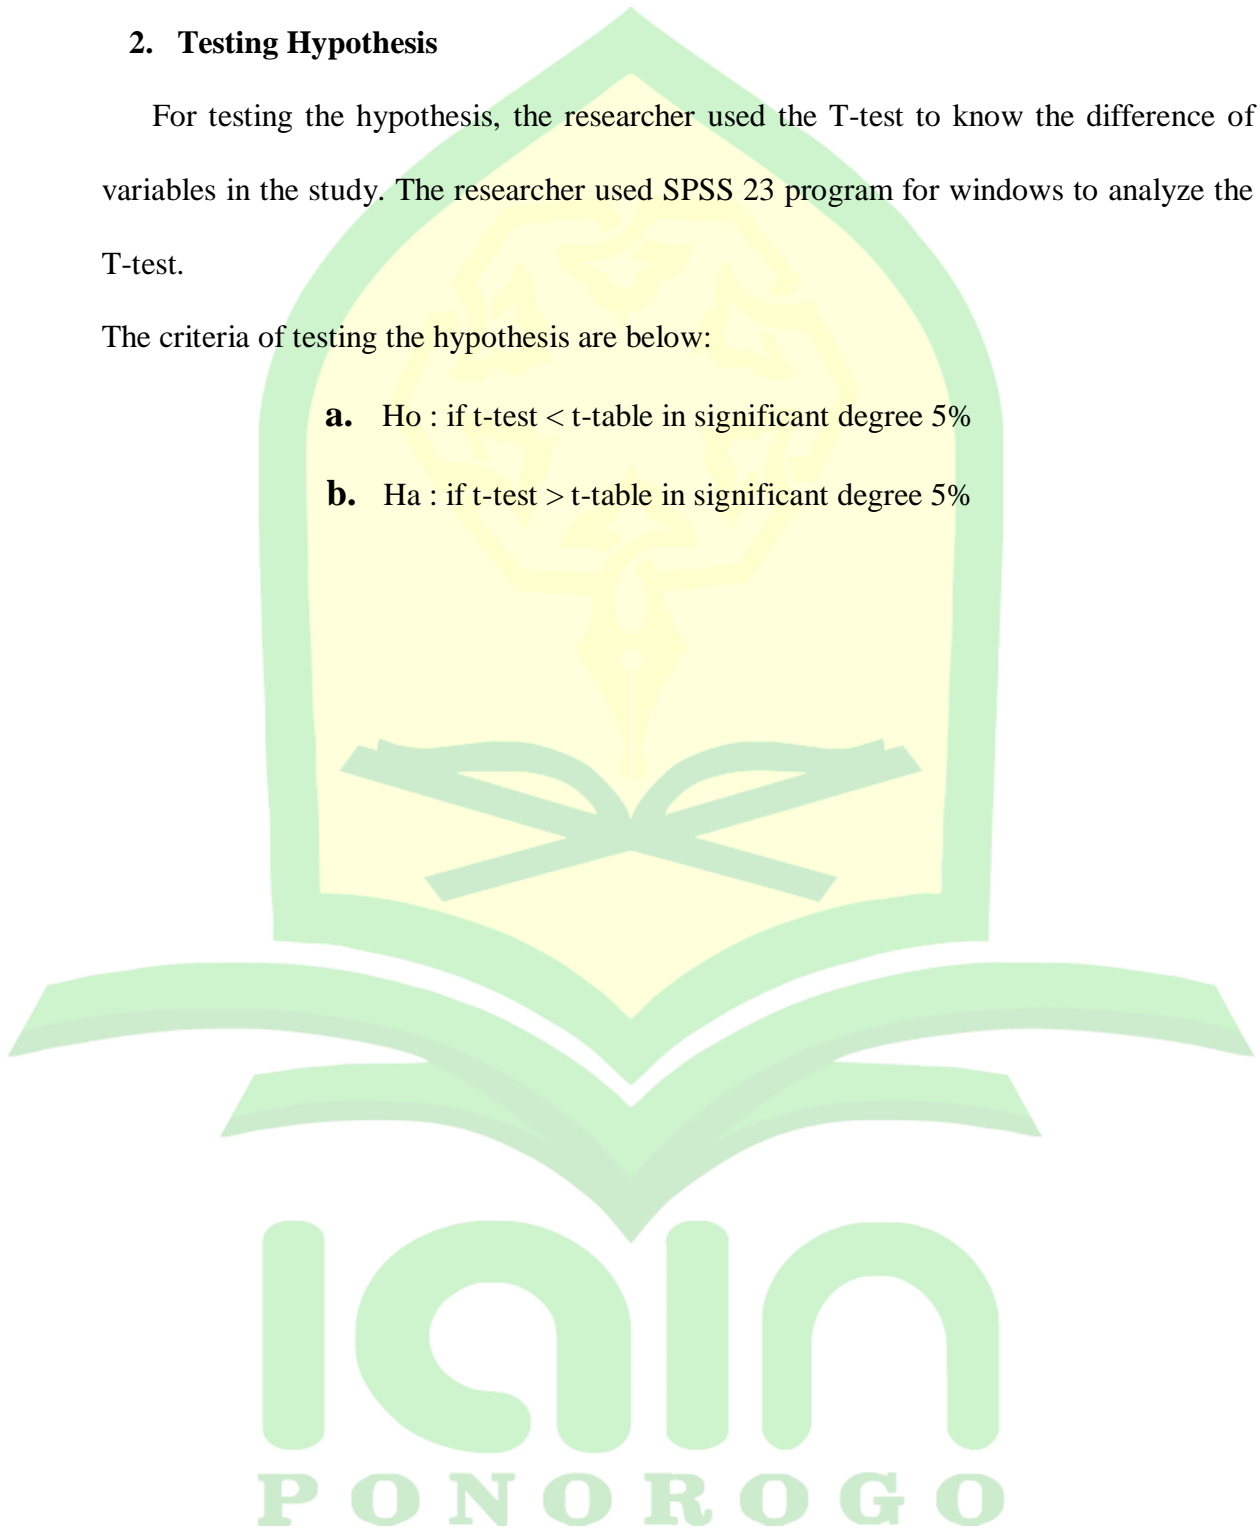 2. Testing Hypothesis
For testing the hypothesis, the researcher used the T-test to know the difference of
variables in the study. The researcher used SPSS 23 program for windows to analyze the
T-test.
The criteria of testing the hypothesis are below:
a. Ho : if t-test < t-table in significant degree 5%
b. Ha : if t-test > t-table in significant degree 5%
iain
PONOROGO